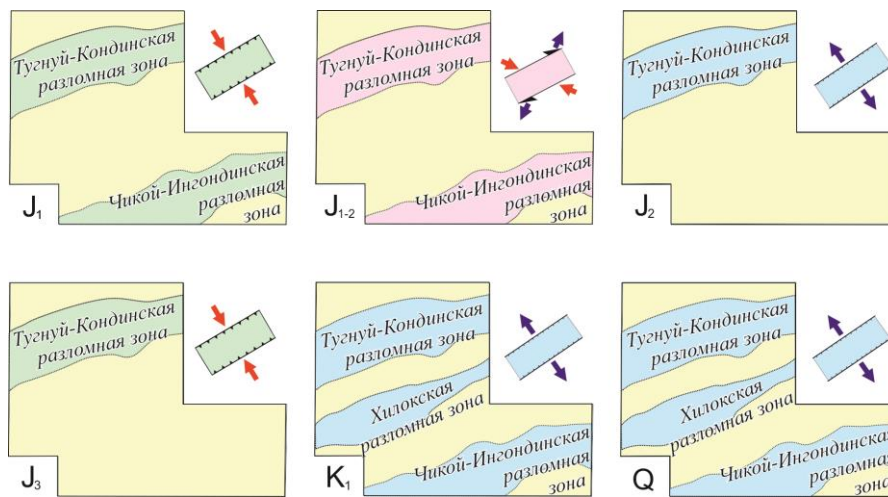 Тугнуй-Кондинская
разломная зона
Чикой-Ингондинская
разломная
зона
J1
Тугнуй-Кондинская
разломная зона
Чикой-Ингондинская
разломная
зона
J1-2
Тугнуй-Кондинская
разломная зона
J2
Тугнуй-Кондинская
разломная зона
J3
Тугнуй-Кондинская
разломная зона
Хилокская
разломная зона
Чикой-Ингондинская
разломная
зона
K1
Тугнуй-Кондинская
разломная зона
Хилокская
разломная зона
Чикой-Ингондинская
разломная
зона
Q